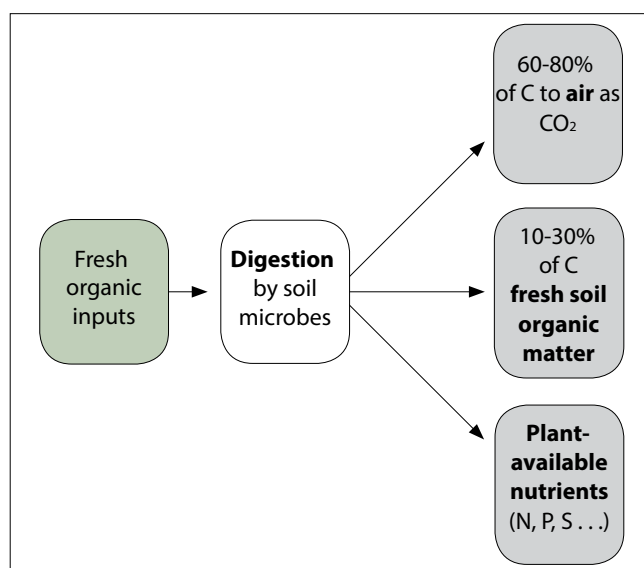 Fresh
organic
inputs
Digestion
by soil
microbes
60-80%
of C to air as
CO₂
10-30%
of C
fresh soil
organic
matter
Plant-
available
nutrients
(N, P, S . . .)